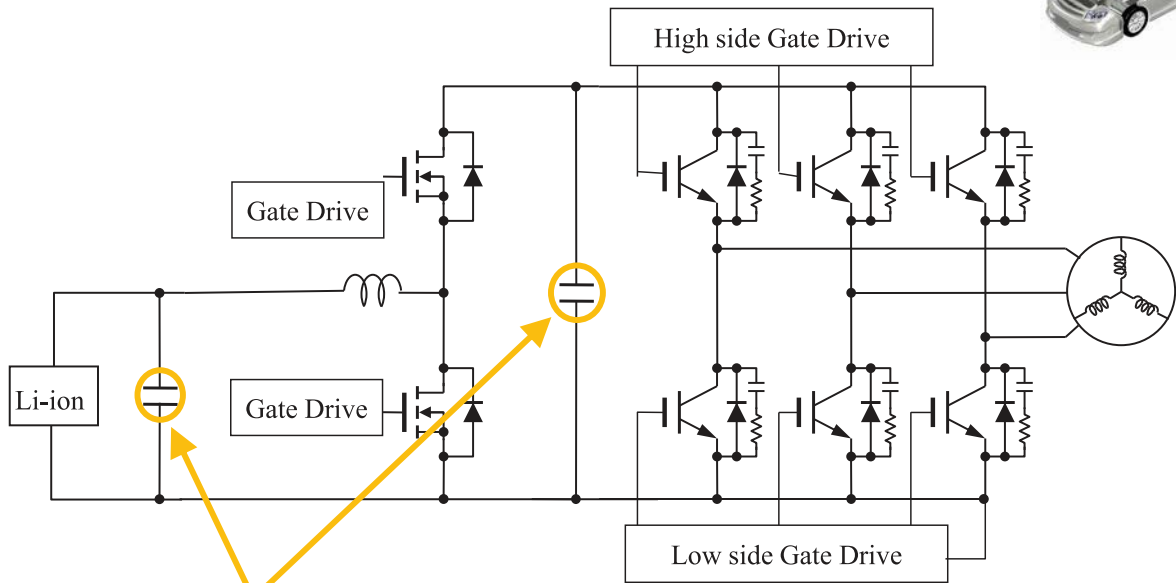 High side Gate Drive
Gate Drive
Li-ion
Gate Drive
Low side Gate Drive